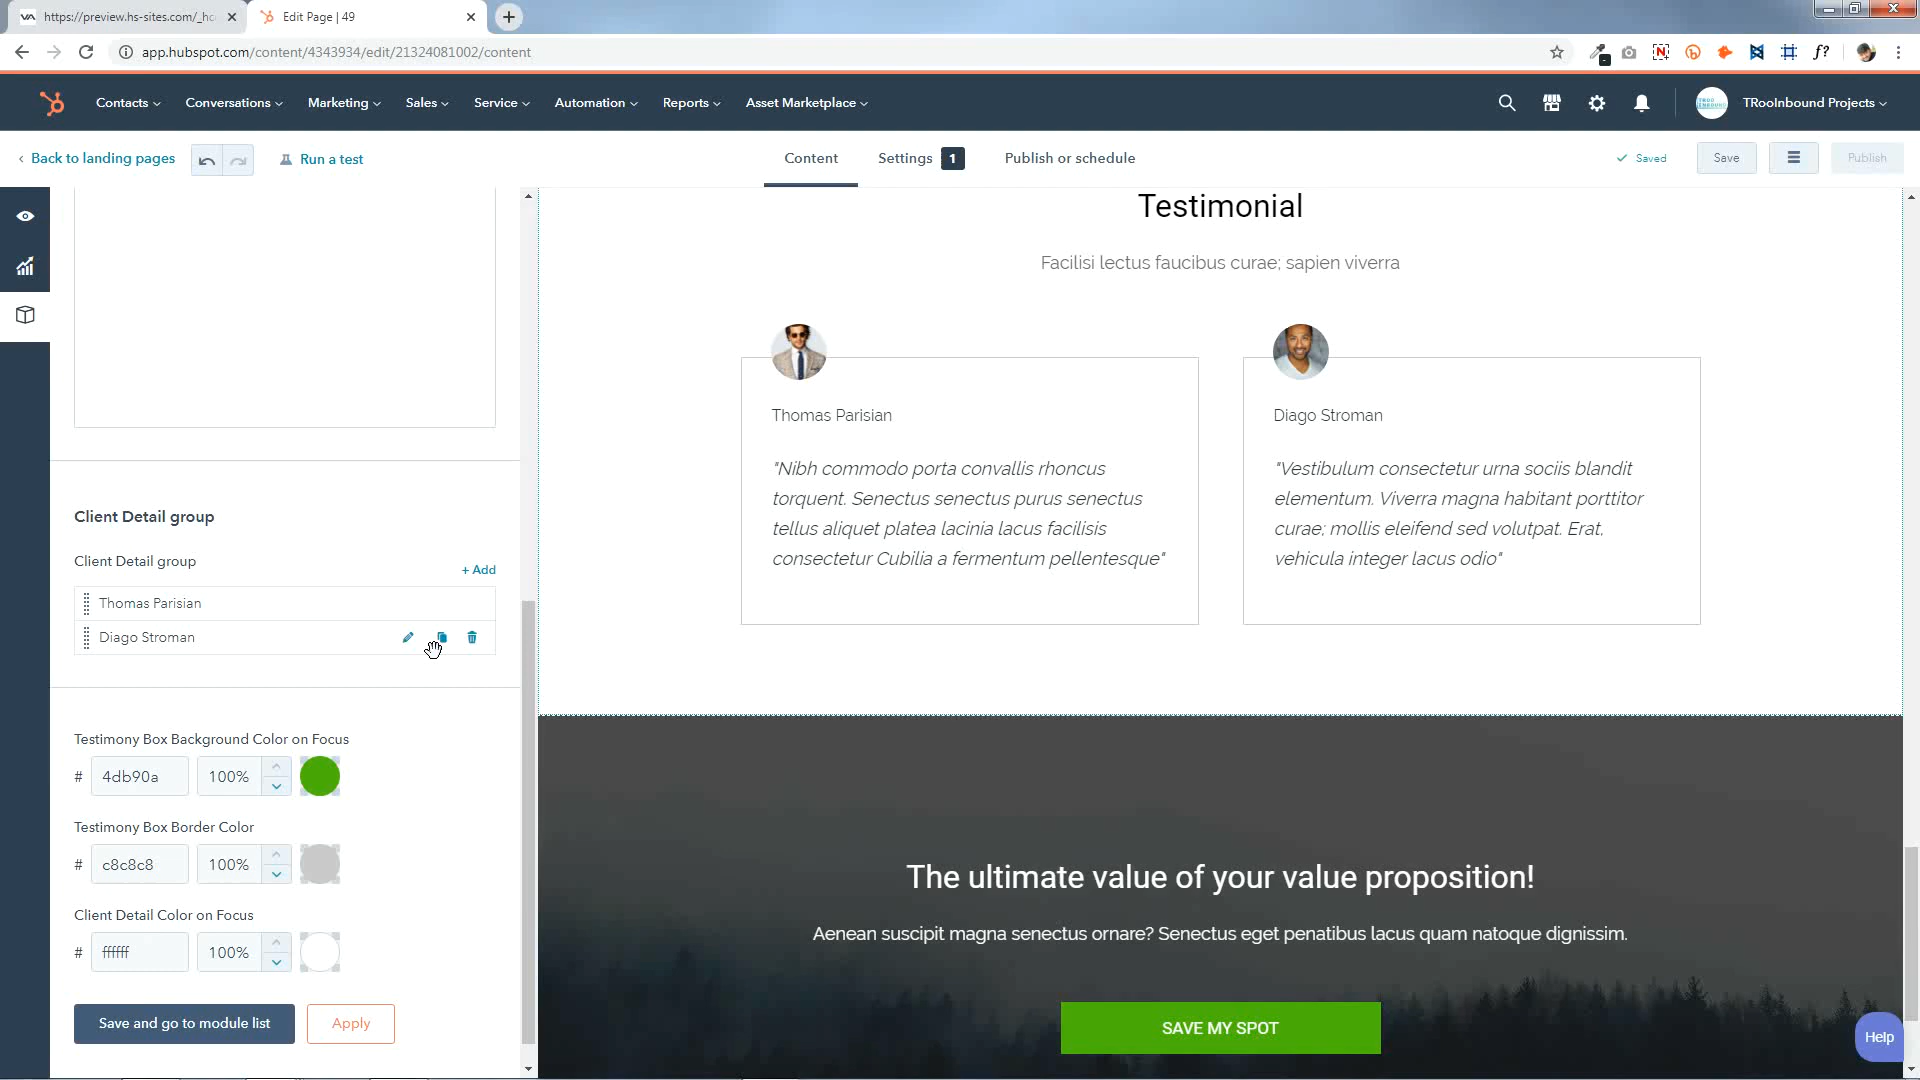 https://preview.hs-sites.com/_ho
Edit Page | 49
app.hubspot.com/content/4343934/edit/21324081002/content
Contacts
Conversations
Marketing
Sales
Service
Automation
Reports
Asset Marketplace
TRooInbound Projects
Back to landing pages
Run a test
Content
Settings 1
Publish or schedule
Saved
Save
Publish
Testimonial
Facilisi lectus faucibus curae; sapien viverra
Thomas Parisian
"Nibh commodo porta convallis rhoncus
torquent. Senectus senectus purus senectus
tellus aliquet platea lacinia lacus facilisis
consectetur Cubilia a fermentum pellentesque"
Diago Stroman
"Vestibulum consectetur urna sociis blandit
elementum. Viverra magna habitant porttitor
curae; mollis eleifend sed volutpat. Erat,
vehicula integer lacus odio"
Client Detail group
Client Detail group
+ Add
Thomas Parisian
Diago Stroman
Testimony Box Background Color on Focus
# 4db90a 100%
Testimony Box Border Color
# c8c8c8 100%
Client Detail Color on Focus
# ffffff 100%
Save and go to module list
Apply
The ultimate value of your value proposition!
Aenean suscipit magna senectus ornare? Senectus eget penatibus lacus quam natoque dignissim.
SAVE MY SPOT
Help